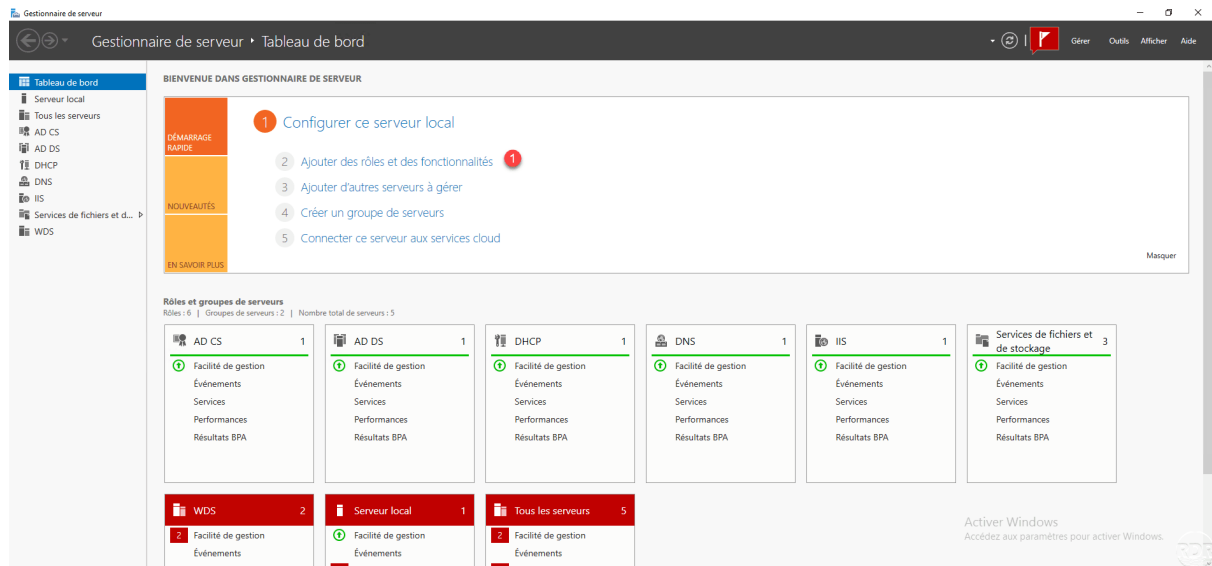 Gestionnaire de serveur
Gestionnaire de serveur Tableau de bord
Gérer Outils Afficher Aide
Tableau de bord
Serveur local
Tous les serveurs
AD CS
AD DS
DHCP
DNS
IIS
Services de fichiers et d...
WDS
BIENVENUE DANS GESTIONNAIRE DE SERVEUR
DÉMARRAGE
RAPIDE
NOUVEAUTÉS
EN SAVOIR PLUS
1 Configurer ce serveur local
2 Ajouter des rôles et des fonctionnalités 1
3 Ajouter d'autres serveurs à gérer
4 Créer un groupe de serveurs
5 Connecter ce serveur aux services cloud
Masquer
Rôles et groupes de serveurs
Rôles : 6 | Groupes de serveurs : 2 | Nombre total de serveurs : 5
AD CS 1
Facilité de gestion
Événements
Services
Performances
Résultats BPA
AD DS 1
Facilité de gestion
Événements
Services
Performances
Résultats BPA
DHCP 1
Facilité de gestion
Événements
Services
Performances
Résultats BPA
DNS 1
Facilité de gestion
Événements
Services
Performances
Résultats BPA
IIS 1
Facilité de gestion
Événements
Services
Performances
Résultats BPA
Services de fichiers et
de stockage 3
Facilité de gestion
Événements
Services
Performances
Résultats BPA
WDS 2
2 Facilité de gestion
Événements
Serveur local 1
Facilité de gestion
Événements
Tous les serveurs 5
2 Facilité de gestion
Événements
Activer Windows
Accédez aux paramètres pour activer Windows.